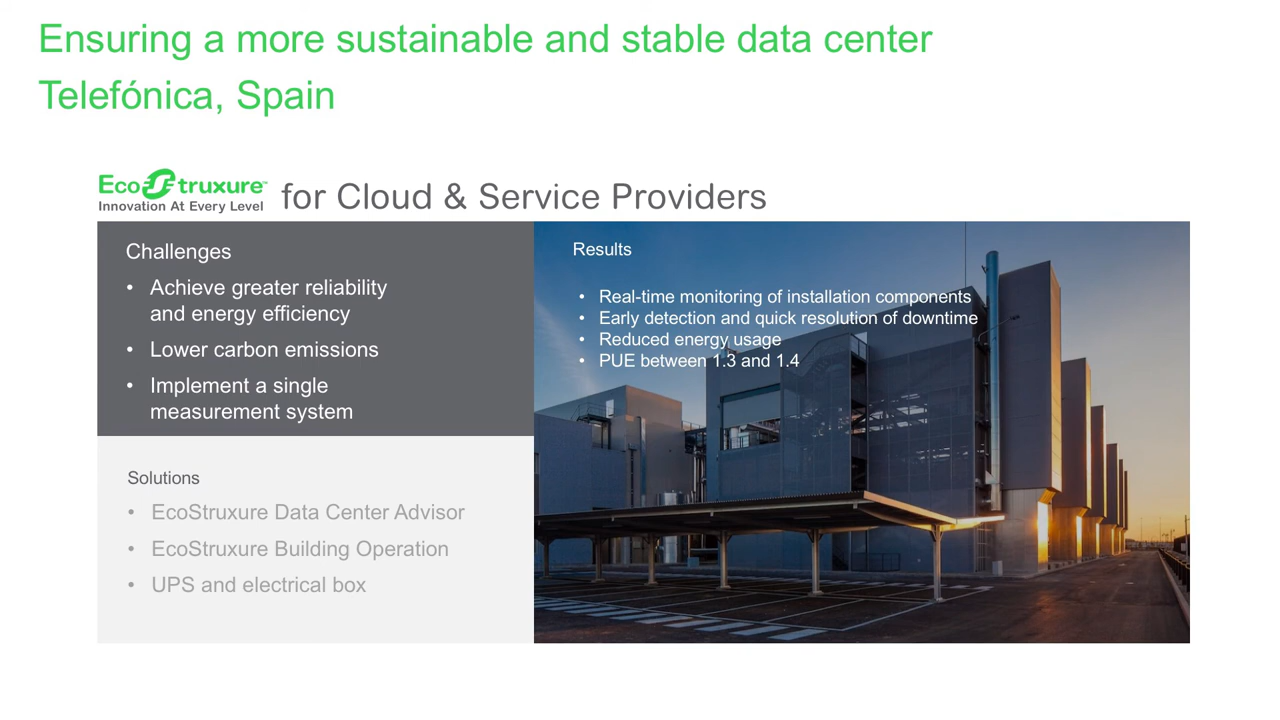 Ensuring a more sustainable and stable data center
Telefónica, Spain
EcoStruxure™
Innovation At Every Level
for Cloud & Service Providers
Challenges
• Achieve greater reliability
and energy efficiency
• Lower carbon emissions
• Implement a single
measurement system
Solutions
• EcoStruxure Data Center Advisor
• EcoStruxure Building Operation
• UPS and electrical box
Results
• Real-time monitoring of installation components
• Early detection and quick resolution of downtime
• Reduced energy usage
• PUE between 1.3 and 1.4